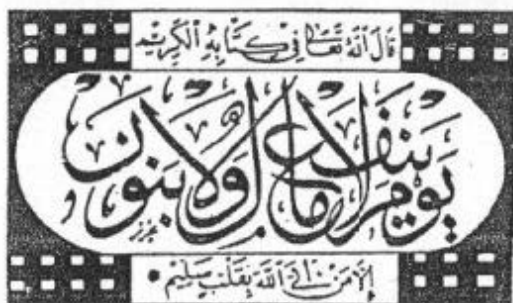 قال الله تعالى في كتابه الكريم
يوم لا ينفع مال ولا بنون
إلا من أتى الله بقلب سليم